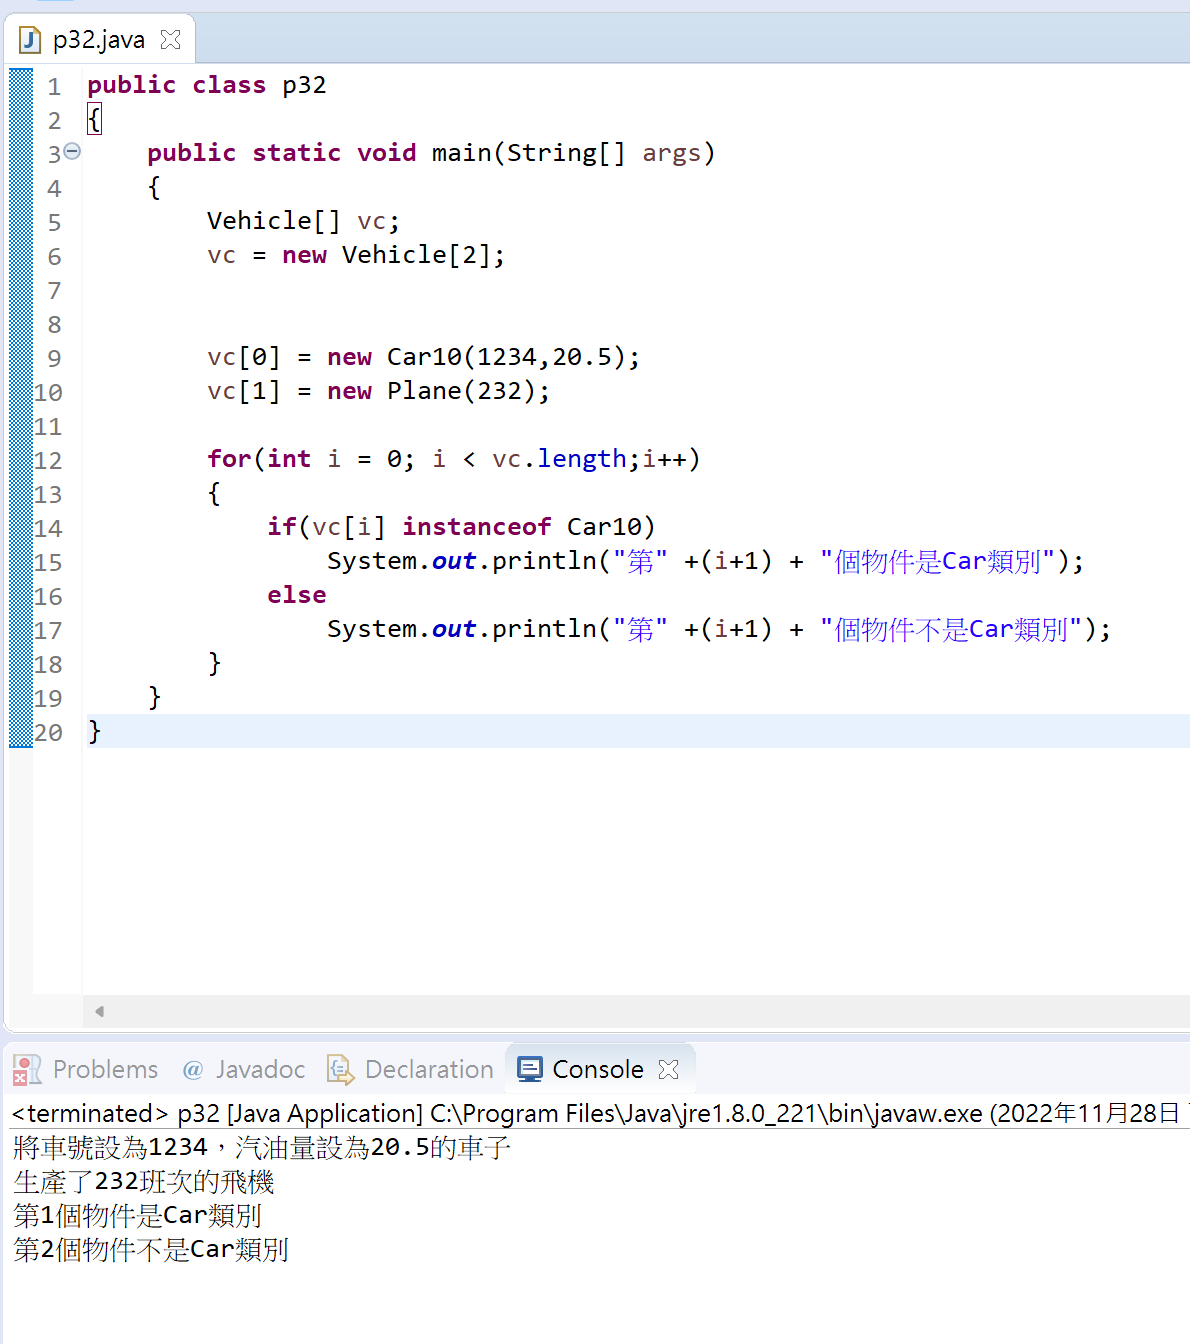 p32.java
1 public class p32
2 {
3 public static void main(String[] args)
4 {
5 Vehicle[] vc;
6 vc = new Vehicle[2];
7
8
9 vc[0] = new Car10(1234,20.5);
10 vc[1] = new Plane(232);
11
12 for(int i = 0; i < vc.length;i++)
13 {
14 if(vc[i] instanceof Car10)
15 System.out.println("第" +(i+1) + "個物件是Car類別");
16 else
17 System.out.println("第" +(i+1) + "個物件不是Car類別");
18 }
19 }
20 }
Problems @ Javadoc Declaration Console
<terminated> p32 [Java Application] C:\Program Files\Java\jre1.8.0_221\bin\javaw.exe (2022年11月28日
將車號設為1234，汽油量設為20.5的車子
生產了232班次的飛機
第1個物件是Car類別
第2個物件不是Car類別